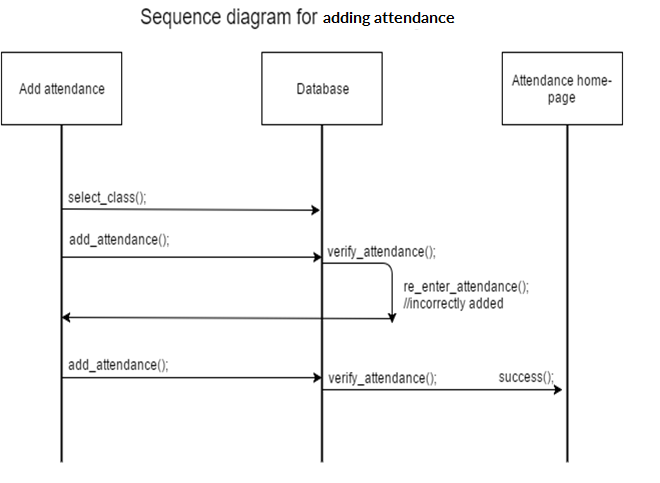 Sequence diagram for adding attendance
Add attendance
Database
Attendance home-
page
select_class();
add_attendance();
verify_attendance();
re_enter_attendance();
//incorrectly added
add_attendance();
verify_attendance();
success();